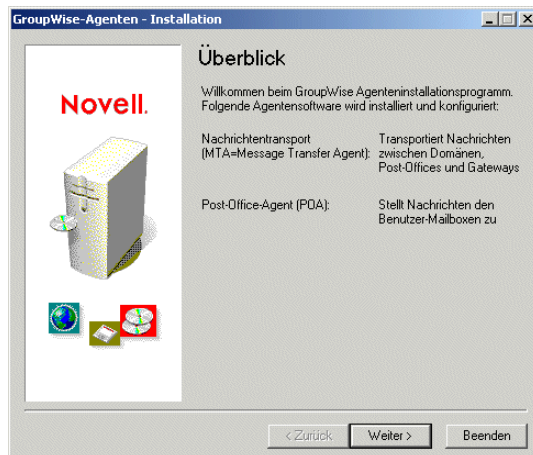 GroupWise-Agenten - Installation
Novell.
Überblick
Willkommen beim GroupWise Agenteninstallationsprogramm.
Folgende Agentensoftware wird installiert und konfiguriert:
Nachrichtentransport
(MTA=Message Transfer Agent):
Transportiert Nachrichten
zwischen Domänen,
Post-Offices und Gateways
Post-Office-Agent (POA):
Stellt Nachrichten den
Benutzer-Mailboxen zu
< Zurück
Weiter >
Beenden